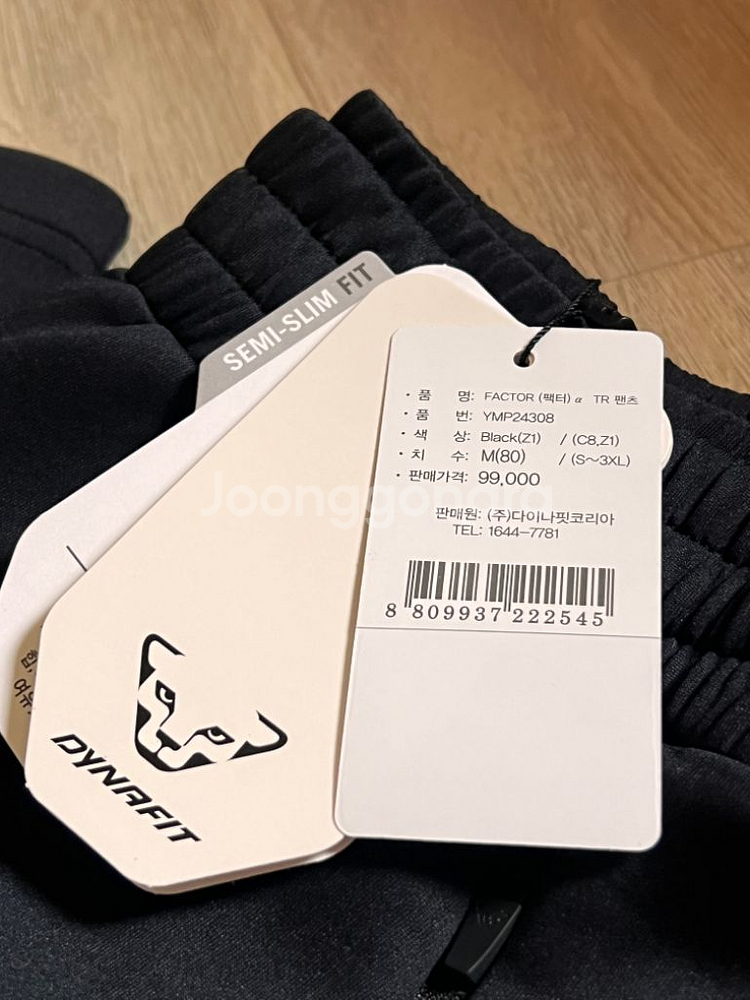 SEMI-SLIM FIT
• 품 명: FACTOR (팩터) α TR 팬츠
• 품 번: YMP24308
• 색 상: Black(Z1) / (C8,Z1)
• 치 수: M(80) / (S~3XL)
• 판매가격: 99,000
Joonggonara
판매원: (주)다이나핏코리아
TEL: 1644-7781
8 809937 222545
DYNAFIT